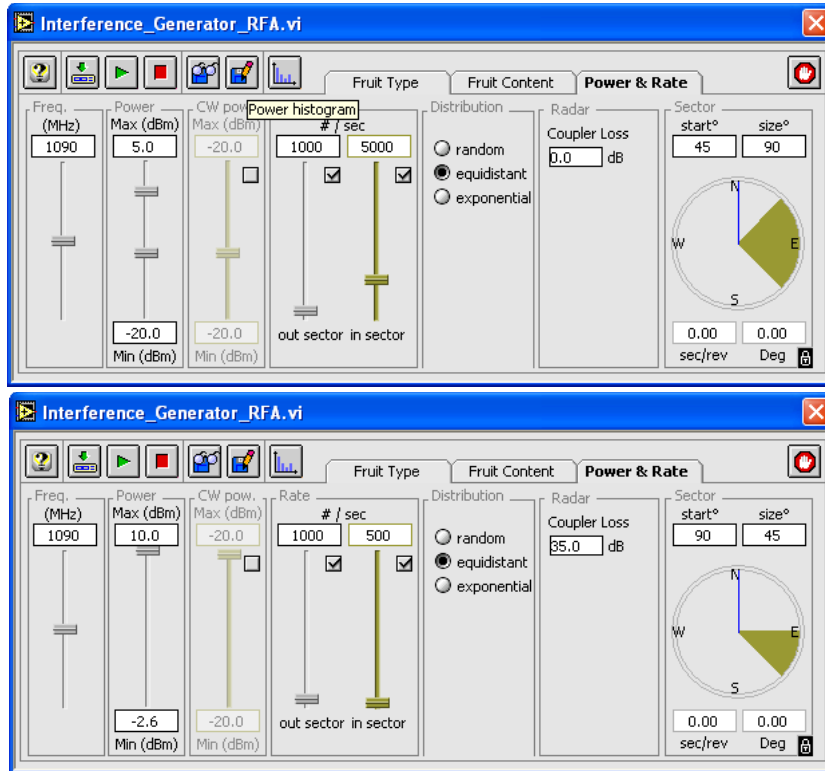 Interference_Generator_RFA.vi
Fruit Type Fruit Content Power & Rate
Power histogram
Freq. Power CW pow. Distribution Radar Sector
(MHz) Max (dBm) Max (dBm) # / sec Coupler Loss start° size°
1090 5.0 -20.0 1000 5000 random 0.0 dB 45 90
equidistant
exponential
N
W E
S
out sector in sector
-20.0 -20.0 0.00 0.00
Min (dBm) Min (dBm) sec/rev Deg
Interference_Generator_RFA.vi
Fruit Type Fruit Content Power & Rate
Freq. Power CW pow. Rate Distribution Radar Sector
(MHz) Max (dBm) Max (dBm) # / sec Coupler Loss start° size°
1090 10.0 -20.0 1000 500 random 35.0 dB 90 45
equidistant
exponential
N
W E
S
out sector in sector
-2.6 -20.0 0.00 0.00
Min (dBm) Min (dBm) sec/rev Deg